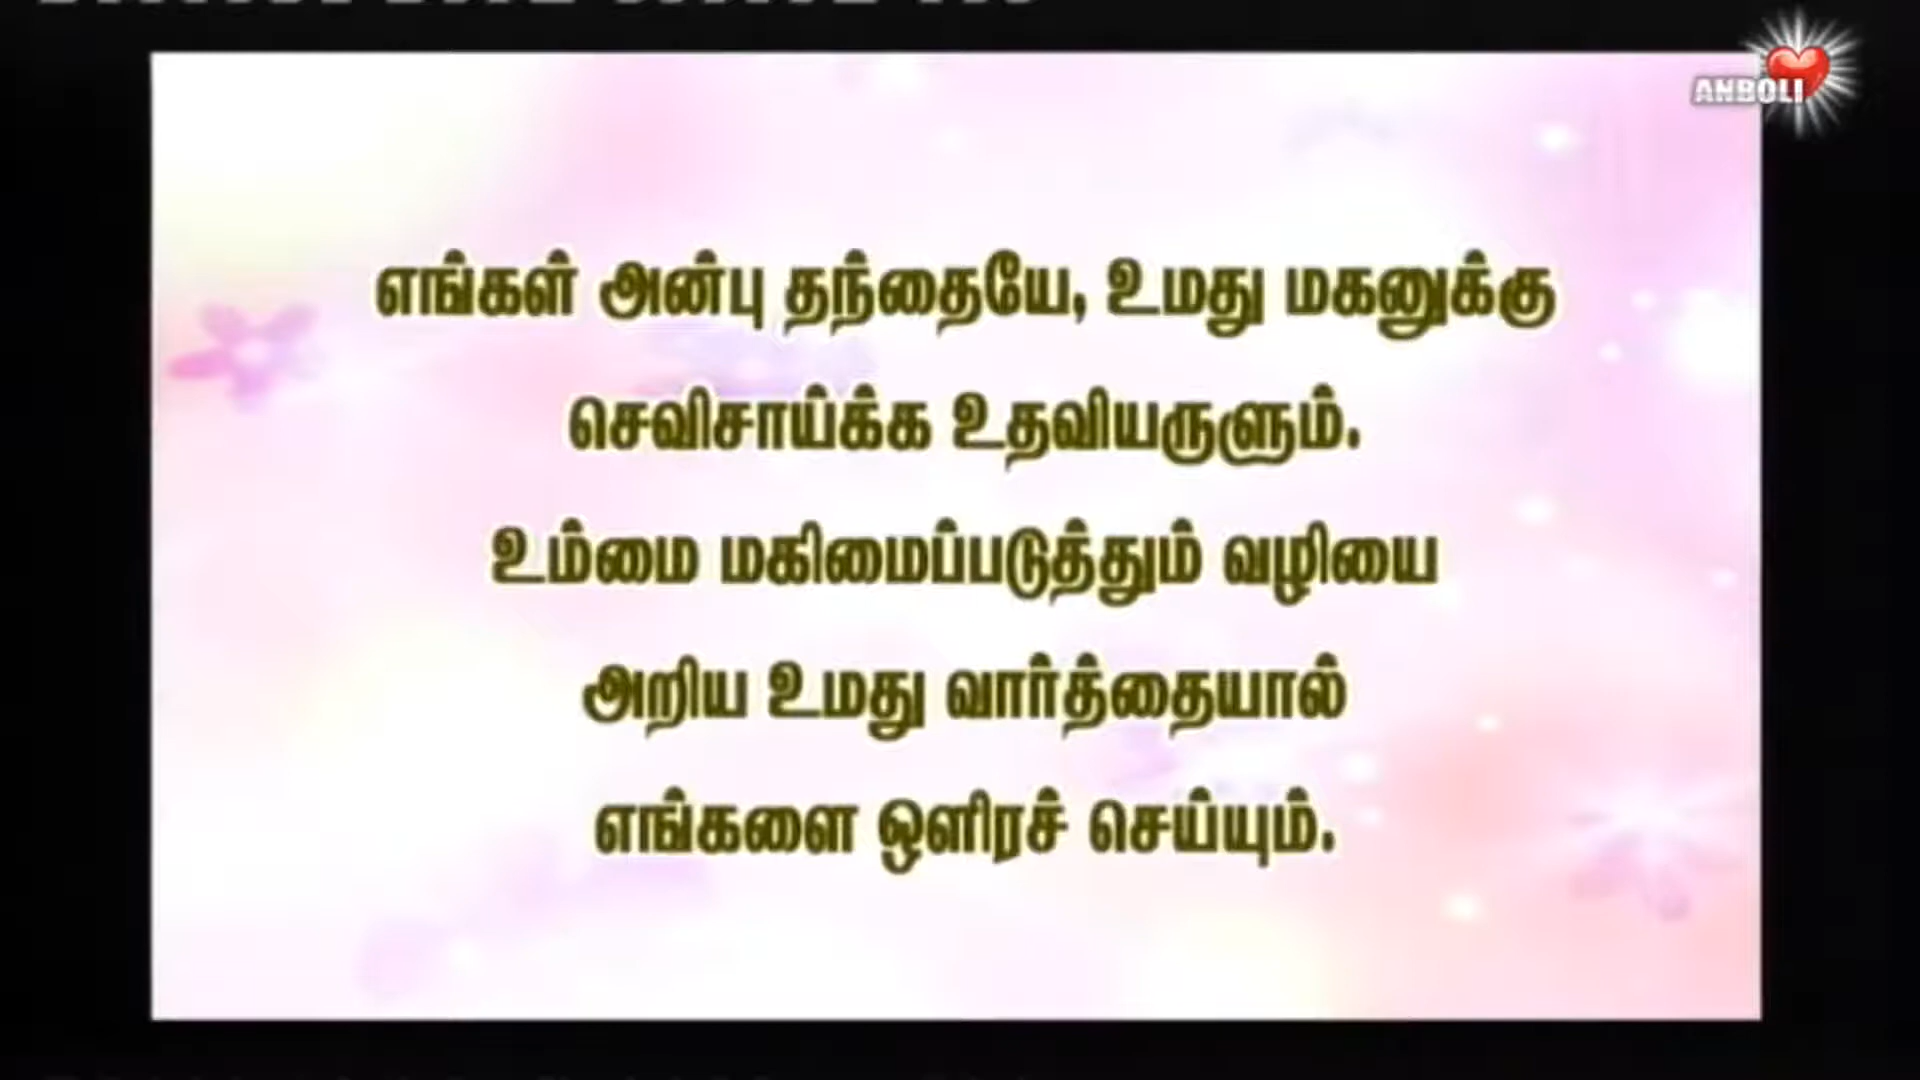 ANBOLI
எங்கள் அன்பு தந்தையே, உமது மகனுக்கு
செவிசாய்க்க உதவியருளும்.
உம்மை மகிமைப்படுத்தும் வழியை
அறிய உமது வார்த்தையால்
எங்களை ஒளிரச் செய்யும்.